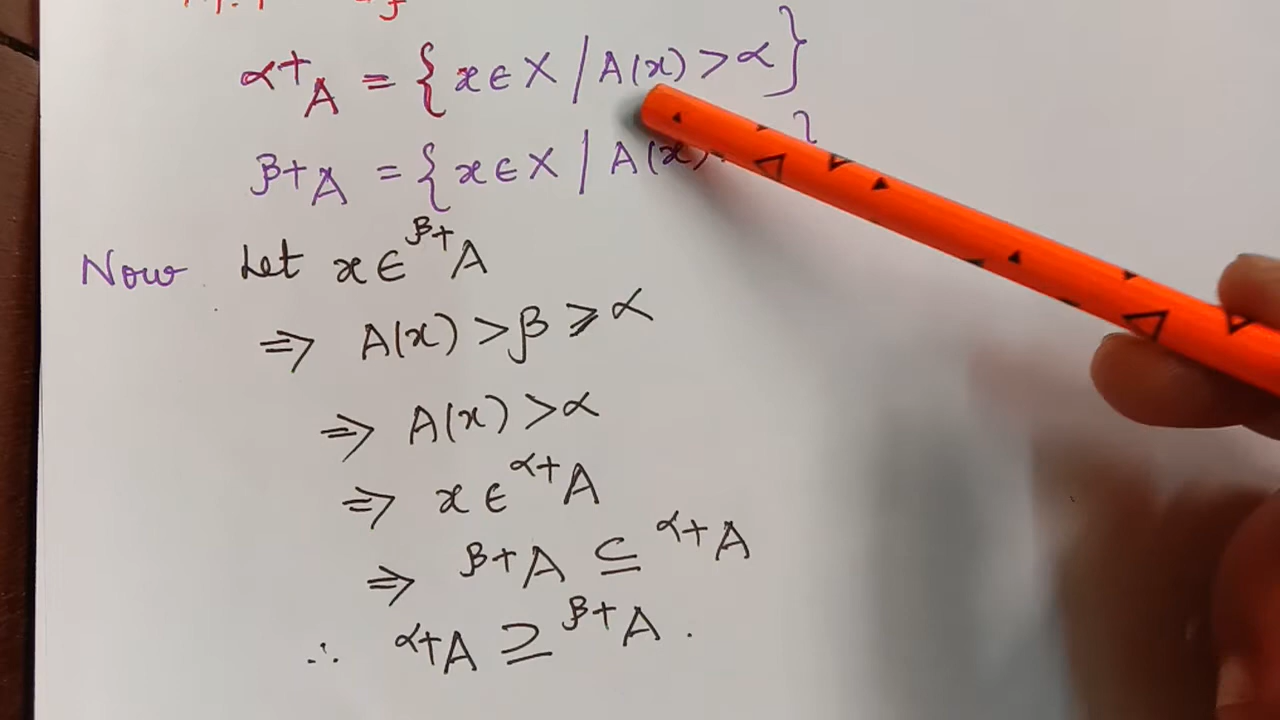 α+A = {x∈X / A(x) > α}
β+A = {x∈X / A(x) }
Now Let x ∈ β+A
⇒ A(x) > β ≥ α
⇒ A(x) > α
⇒ x ∈ α+A
⇒ β+A ⊆ α+A
∴ α+A ⊇ β+A.